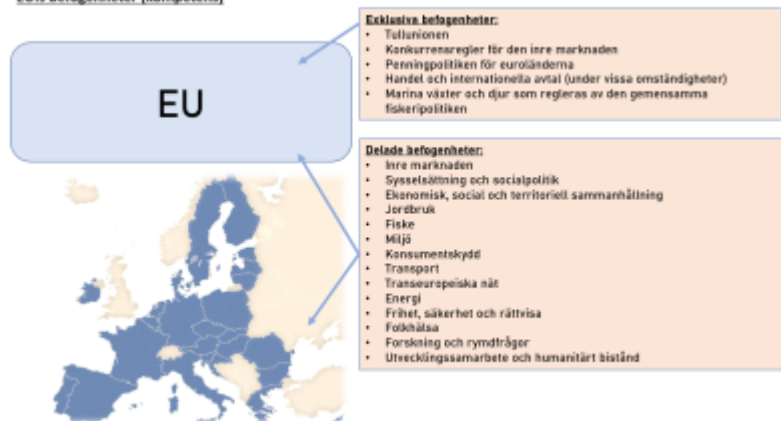 EU:s befogenheter (kompetens)
EU
Exklusiva befogenheter:
• Tullunionen
• Konkurrensregler för den inre marknaden
• Penningpolitiken för euroländerna
• Handel och internationella avtal (under vissa omständigheter)
• Marina växter och djur som regleras av den gemensamma
fiskeripolitiken
Delade befogenheter:
• Inre marknaden
• Sysselsättning och socialpolitik
• Ekonomisk, social och territoriell sammanhållning
• Jordbruk
• Fiske
• Miljö
• Konsumentskydd
• Transport
• Transeuropeiska nät
• Energi
• Frihet, säkerhet och rättvisa
• Folkhälsa
• Forskning och rymdfrågor
• Utvecklingssamarbete och humanitärt bistånd